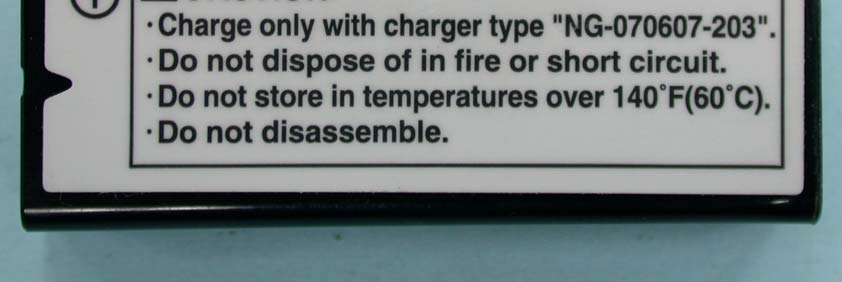 ·Charge only with charger type "NG-070607-203".
·Do not dispose of in fire or short circuit.
·Do not store in temperatures over 140˚F(60˚C).
·Do not disassemble.